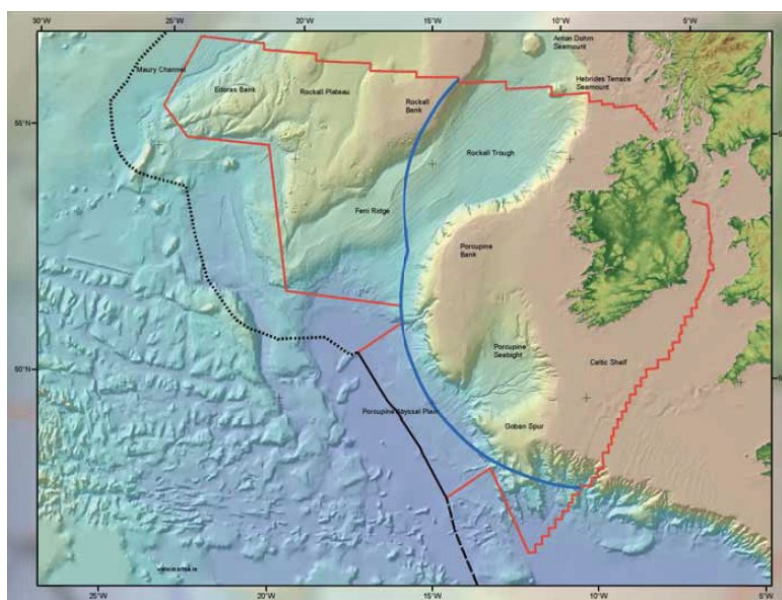 30°W
25°W
20°W
15°W
10°W
5°W
Anton Dohrn
Seamount
Maury Channel
Hebrides Terrace
Seamount
Edoras Bank
Rockall Plateau
Rockall
Bank
55°N
Rockall Trough
Feni Ridge
Porcupine
Bank
Porcupine
Seabight
Celtic Shelf
50°N
Porcupine Abyssal Plain
Goban Spur
25°W
20°W
15°W
10°W
5°W